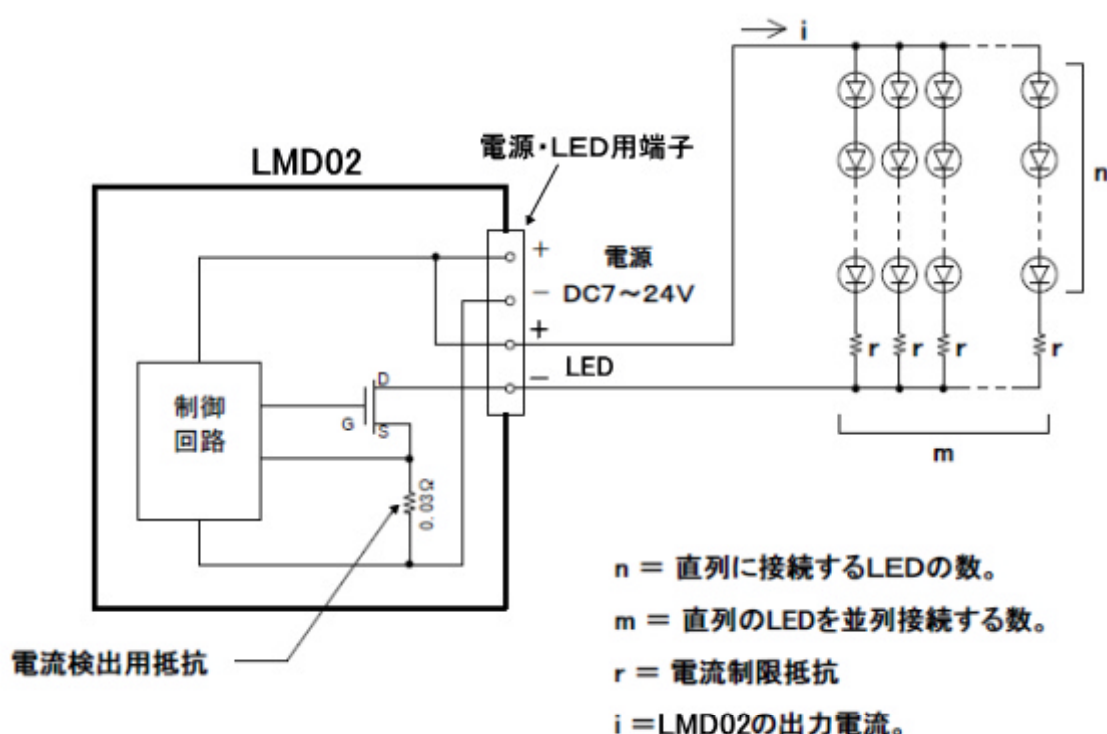 i
電源・LED用端子
LMD02
n
+
電源
−
DC7～24V
+
r r r r
−
LED
D
制御
回路
G
S
m
0.03Ω
n = 直列に接続するLEDの数。
m = 直列のLEDを並列接続する数。
電流検出用抵抗
r = 電流制限抵抗
i =LMD02の出力電流。